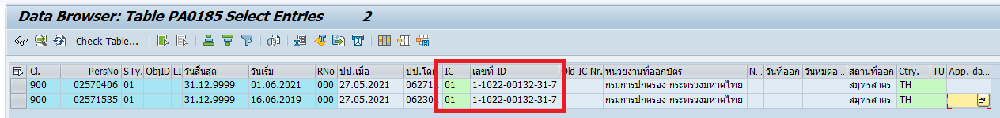 Data Browser: Table PA0185 Select Entries 2
Check Table...
Cl. PersNo STy. ObjID LI วันสิ้นสุด วันเริ่ม RNo ปป.เมื่อ ปป.โดย IC เลขที่ ID Old IC Nr. หน่วยงานที่ออกบัตร N... วันที่ออก วันหมดอ... สถานที่ออก Ctry. TU App. da...
900 02570406 01 31.12.9999 01.06.2021 000 27.05.2021 06271 01 1-1022-00132-31-7 กรมการปกครอง กระทรวงมหาดไทย สมุทรสาคร TH
900 02571535 01 31.12.9999 16.06.2019 000 27.05.2021 06230 01 1-1022-00132-31-7 กรมการปกครอง กระทรวงมหาดไทย สมุทรสาคร TH